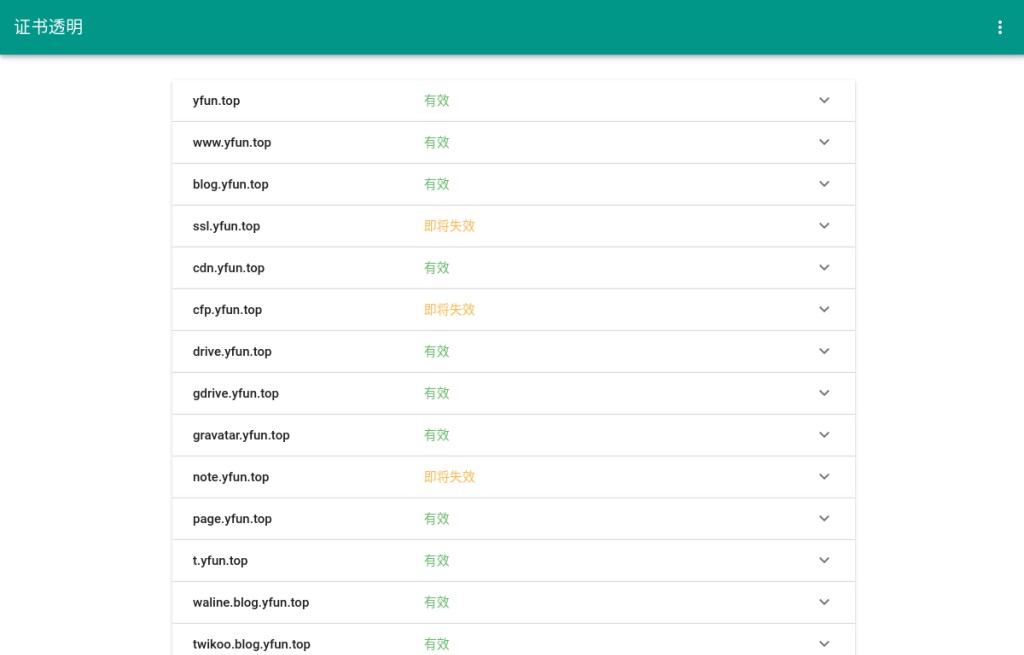 证书透明
yfun.top 有效
www.yfun.top 有效
blog.yfun.top 有效
ssl.yfun.top 即将失效
cdn.yfun.top 有效
cfp.yfun.top 即将失效
drive.yfun.top 有效
gdrive.yfun.top 有效
gravatar.yfun.top 有效
note.yfun.top 即将失效
page.yfun.top 有效
t.yfun.top 有效
waline.blog.yfun.top 有效
twikoo.blog.yfun.top 有效